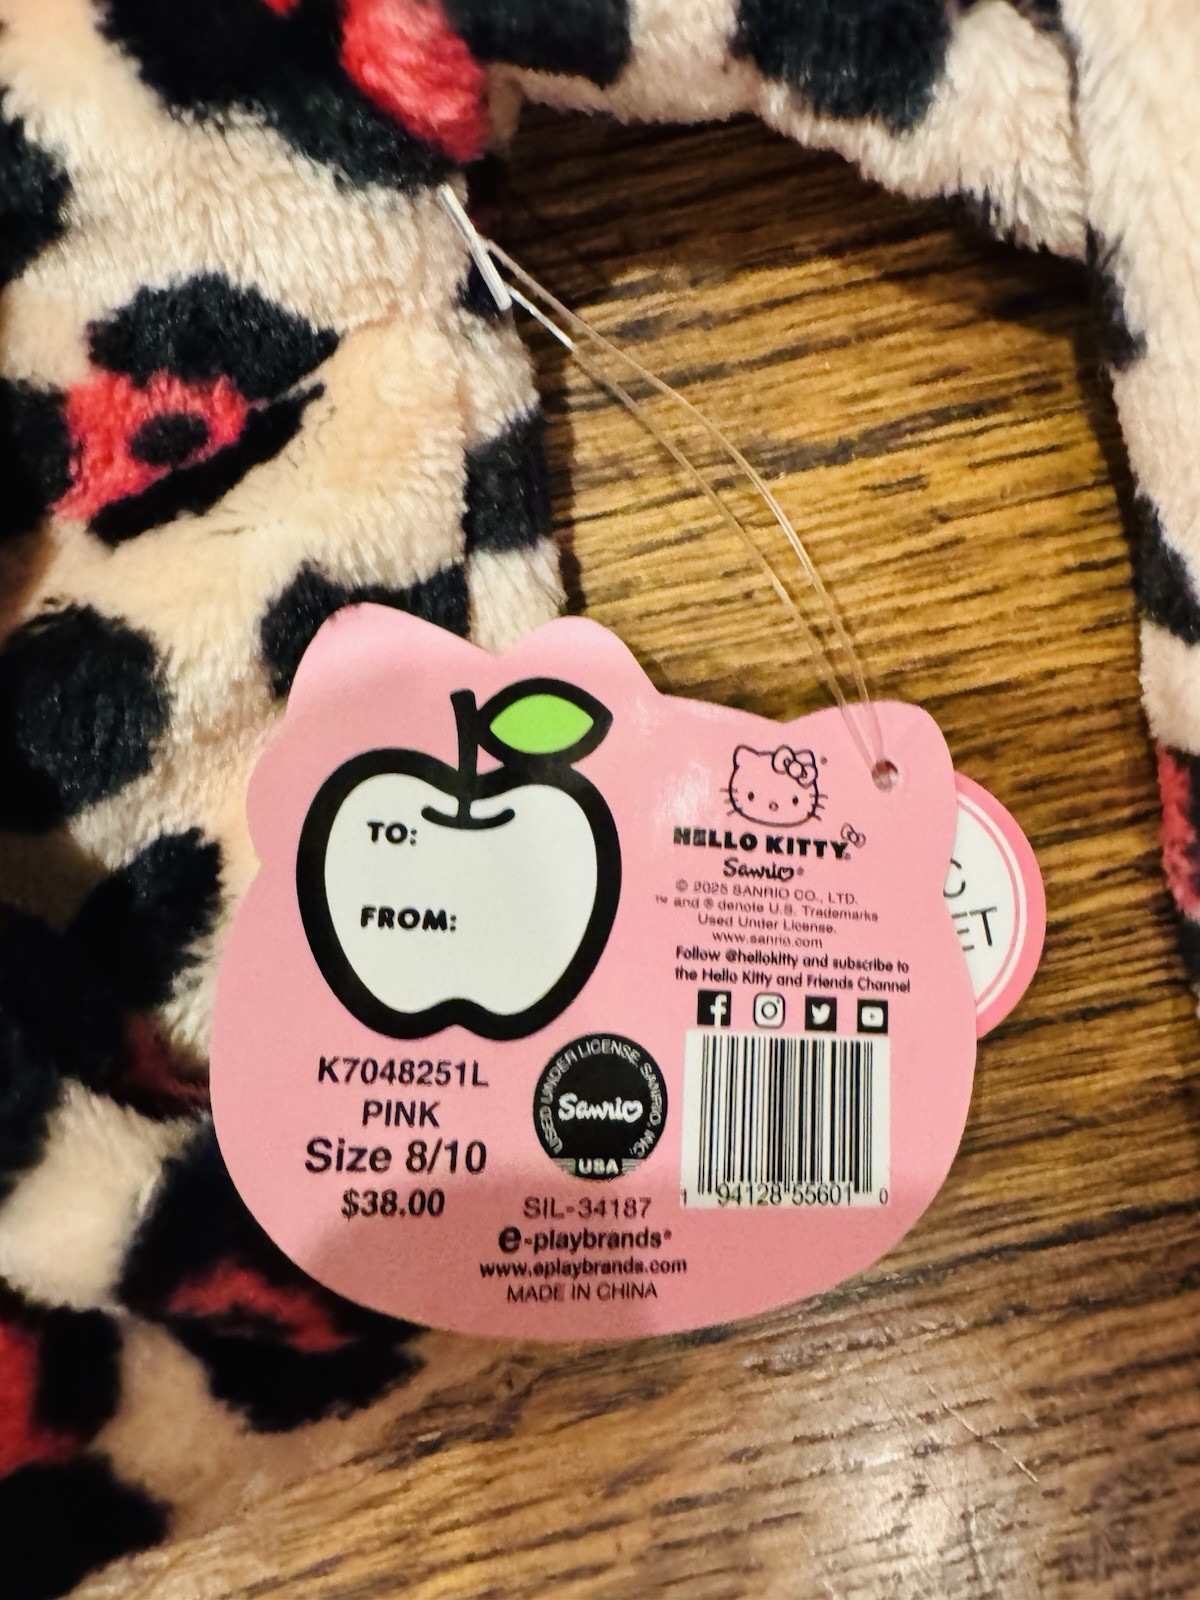 TO:
FROM:
K7048251L
PINK
Size 8/10
$38.00
HELLO KITTY®
Sanrio®
© 2025 SANRIO CO., LTD.
™ and ® denote U.S. Trademarks
Used Under License.
www.sanrio.com
Follow @hellokitty and subscribe to
the Hello Kitty and Friends Channel
USED UNDER LICENSE. SANRIO, INC.
Sanrio
USA
1 94128 55601 0
SIL-34187
e-playbrands®
www.eplaybrands.com
MADE IN CHINA